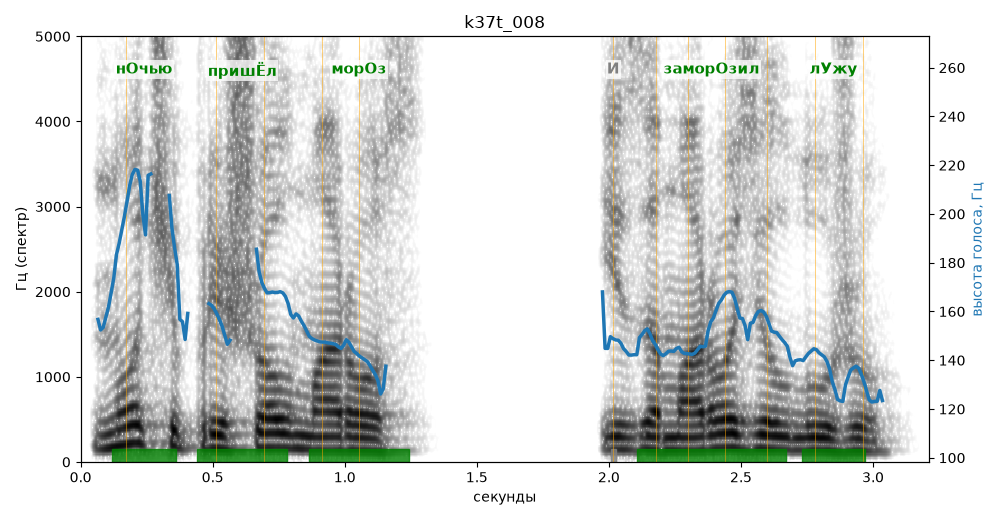 k37t_008
нОчью пришЁл морОз И заморОзил лУжу
5000
4000
3000
2000
1000
0
Гц (спектр)
260
240
220
200
180
160
140
120
100
высота голоса, Гц
0.0 0.5 1.0 1.5 2.0 2.5 3.0
секунды